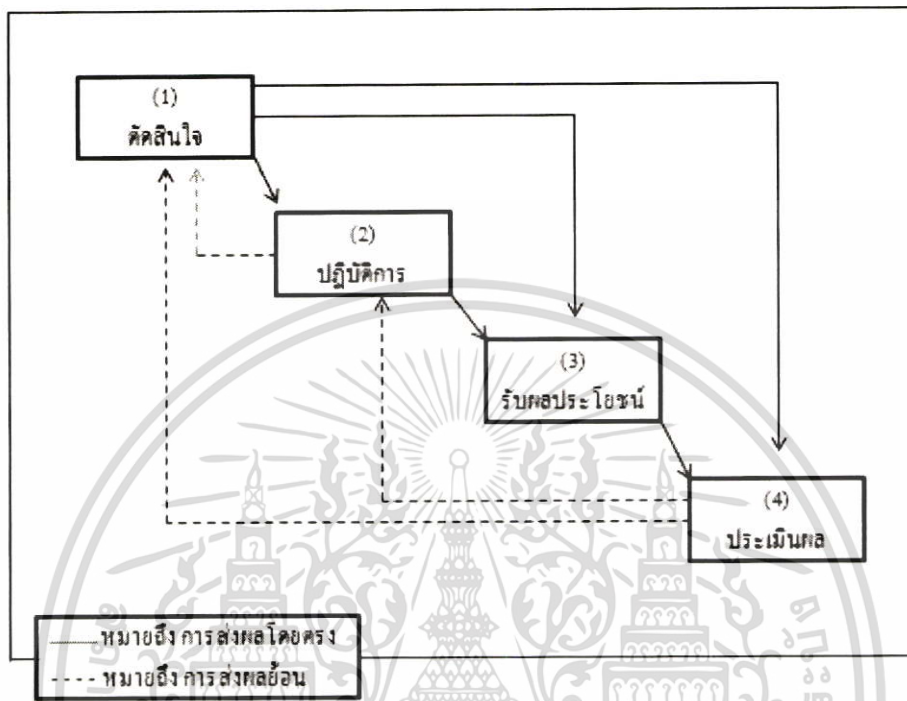 (1)
ตัดสินใจ
(2)
ปฏิบัติการ
(3)
รับผลประโยชน์
(4)
ประเมินผล
หมายถึง การส่งผลโดยตรง
หมายถึง การส่งผลย้อน